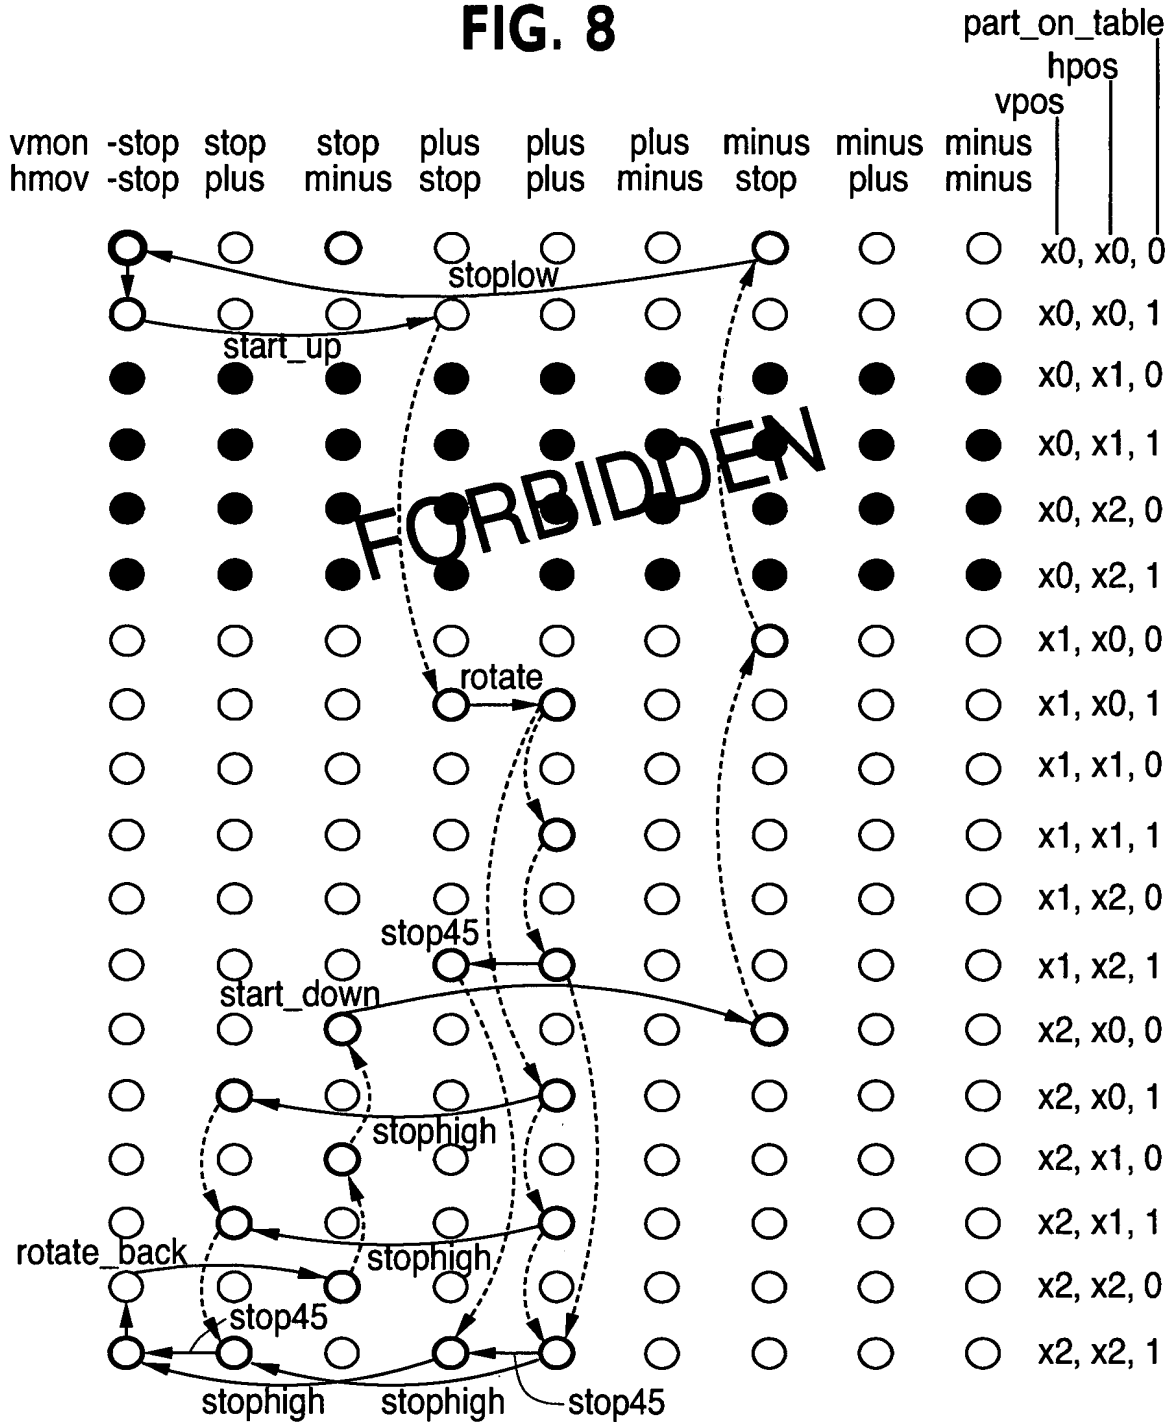 FIG. 8
part_on_table
hpos
vpos
vmon -stop stop stop plus plus plus minus minus minus
hmov -stop plus minus stop plus minus stop plus minus
x0, x0, 0
stoplow
x0, x0, 1
start_up
x0, x1, 0
x0, x1, 1
FORBIDDEN
x0, x2, 0
x0, x2, 1
x1, x0, 0
rotate
x1, x0, 1
x1, x1, 0
x1, x1, 1
x1, x2, 0
stop45
x1, x2, 1
start_down
x2, x0, 0
x2, x0, 1
stophigh
x2, x1, 0
x2, x1, 1
rotate_back
stophigh
x2, x2, 0
stop45
x2, x2, 1
stophigh stophigh stop45